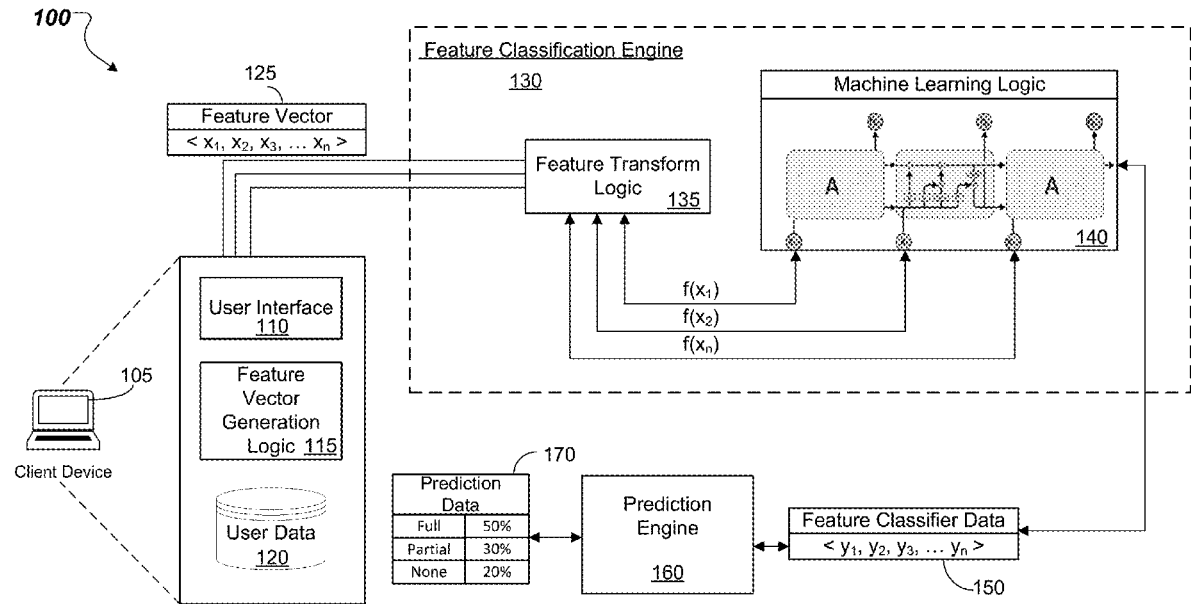 100
Feature Classification Engine
130
125
Feature Vector
< x₁, x₂, x₃, ... xₙ >
Machine Learning Logic
A
A
140
Feature Transform
Logic
135
f(x₁)
f(x₂)
f(xₙ)
User Interface
110
Feature
Vector
Generation
Logic 115
User Data
120
105
Client Device
170
Prediction
Data
Full 50%
Partial 30%
None 20%
Prediction
Engine
160
Feature Classifier Data
< y₁, y₂, y₃, ... yₙ >
150